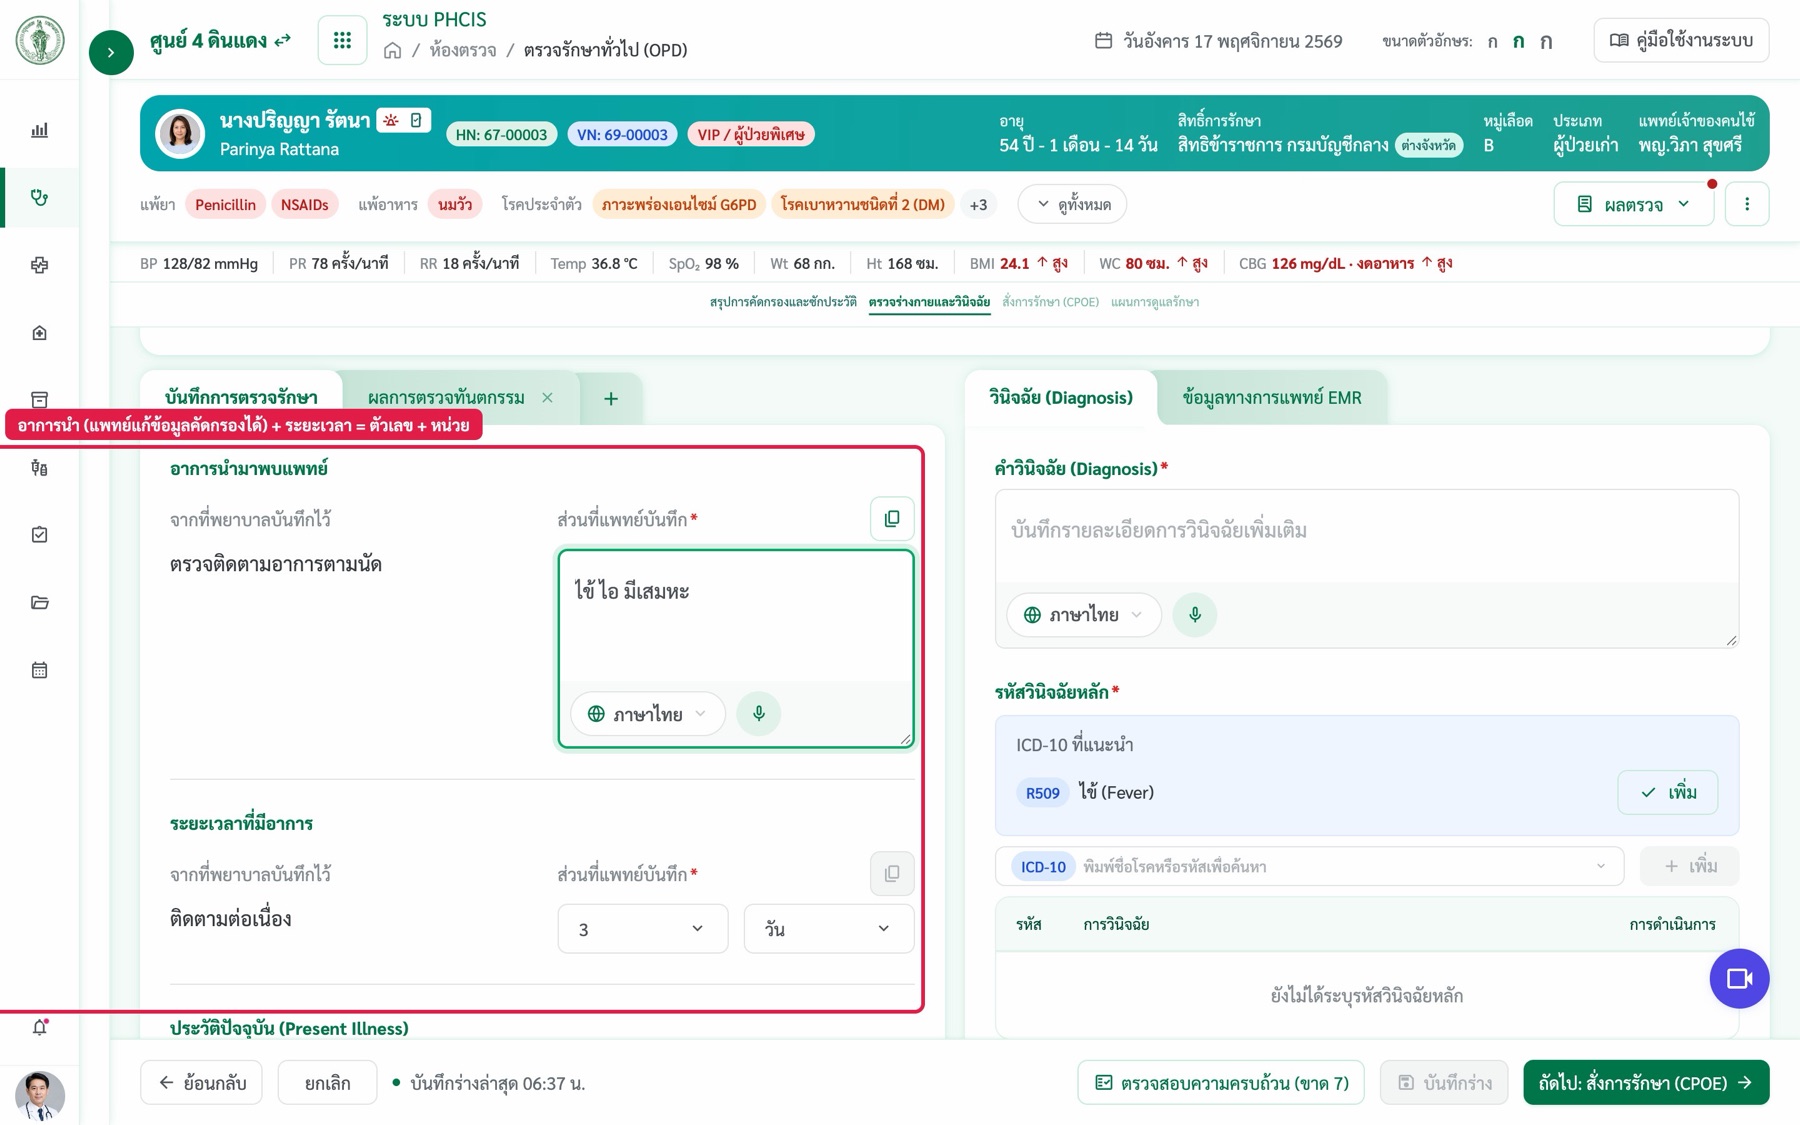 ศูนย์ 4 ดินแดง
ระบบ PHCIS
/ ห้องตรวจ / ตรวจรักษาทั่วไป (OPD)
วันอังคาร 17 พฤศจิกายน 2569
ขนาดตัวอักษร: ก ก ก
คู่มือใช้งานระบบ
นางปริญญา รัตนา
Parinya Rattana
HN: 67-00003
VN: 69-00003
VIP / ผู้ป่วยพิเศษ
อายุ
54 ปี - 1 เดือน - 14 วัน
สิทธิ์การรักษา
สิทธิข้าราชการ กรมบัญชีกลาง ต่างจังหวัด
หมู่เลือด
B
ประเภท
ผู้ป่วยเก่า
แพทย์เจ้าของคนไข้
พญ.วิภา สุขศรี
แพ้ยา Penicillin NSAIDs แพ้อาหาร นมวัว โรคประจำตัว ภาวะพร่องเอนไซม์ G6PD โรคเบาหวานชนิดที่ 2 (DM) +3 ดูทั้งหมด
ผลตรวจ
BP 128/82 mmHg PR 78 ครั้ง/นาที RR 18 ครั้ง/นาที Temp 36.8 °C SpO₂ 98 % Wt 68 กก. Ht 168 ซม. BMI 24.1 ↑ สูง WC 80 ซม. ↑ สูง CBG 126 mg/dL · งดอาหาร ↑ สูง
สรุปการคัดกรองและซักประวัติ ตรวจร่างกายและวินิจฉัย สั่งการรักษา (CPOE) แผนการดูแลรักษา
บันทึกการตรวจรักษา ผลการตรวจทันตกรรม × +
อาการนำ (แพทย์แก้ข้อมูลคัดกรองได้) + ระยะเวลา = ตัวเลข + หน่วย
อาการนำมาพบแพทย์
จากที่พยาบาลบันทึกไว้
ตรวจติดตามอาการตามนัด
ส่วนที่แพทย์บันทึก*
ไข้ ไอ มีเสมหะ
ภาษาไทย
ระยะเวลาที่มีอาการ
จากที่พยาบาลบันทึกไว้
ติดตามต่อเนื่อง
ส่วนที่แพทย์บันทึก*
3 วัน
ประวัติปัจจุบัน (Present Illness)
วินิจฉัย (Diagnosis) ข้อมูลทางการแพทย์ EMR
คำวินิจฉัย (Diagnosis)*
บันทึกรายละเอียดการวินิจฉัยเพิ่มเติม
ภาษาไทย
รหัสวินิจฉัยหลัก*
ICD-10 ที่แนะนำ
R509 ไข้ (Fever) เพิ่ม
ICD-10 พิมพ์ชื่อโรคหรือรหัสเพื่อค้นหา + เพิ่ม
รหัส การวินิจฉัย การดำเนินการ
ยังไม่ได้ระบุรหัสวินิจฉัยหลัก
← ย้อนกลับ ยกเลิก • บันทึกร่างล่าสุด 06:37 น.
ตรวจสอบความครบถ้วน (ขาด 7) บันทึกร่าง ถัดไป: สั่งการรักษา (CPOE) →